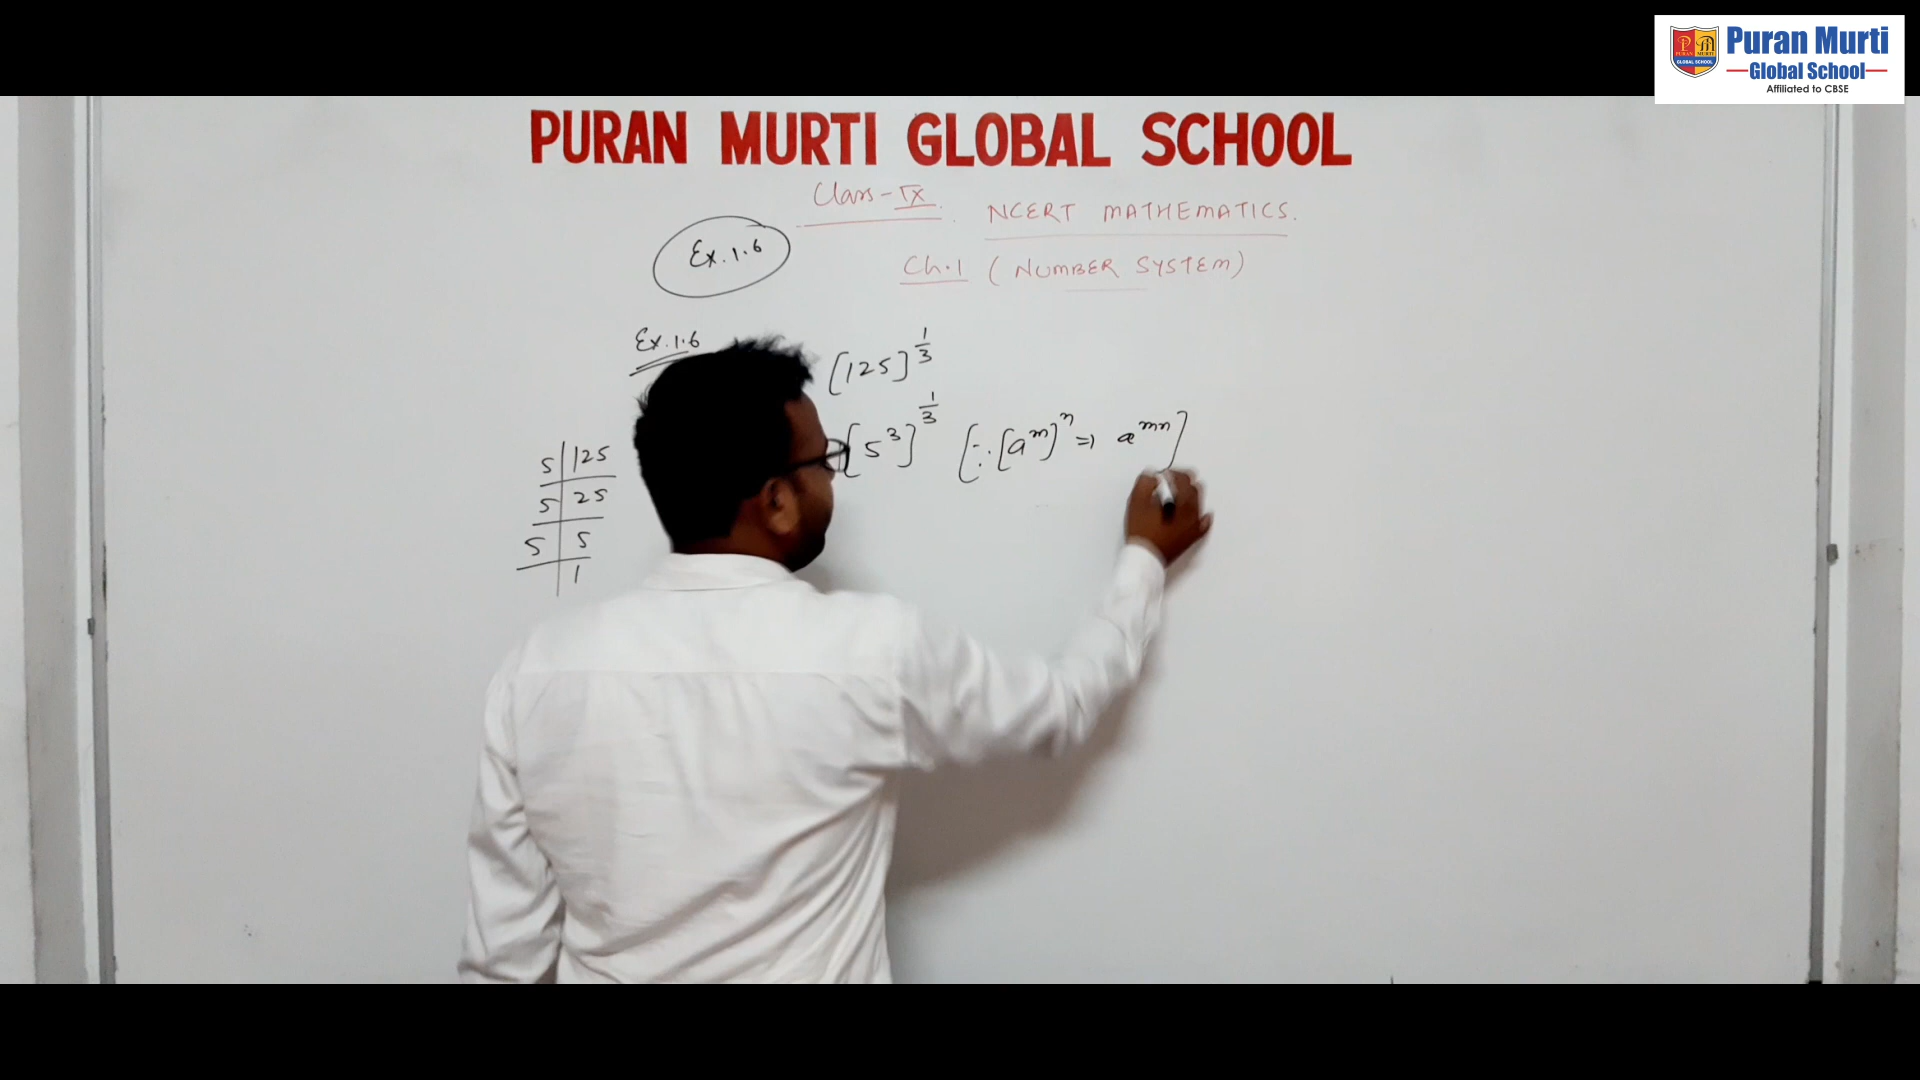 Puran Murti
Global School
Affiliated to CBSE
PURAN MURTI GLOBAL SCHOOL
Class-IX. NCERT MATHEMATICS.
Ex.1.6
Ch.1 (NUMBER SYSTEM)
Ex.1.6
[125]^1/3
[5^3]^1/3 [∵[a^m]^n ⇒ a^mn]
5 | 125
5 | 25
5 | 5
1